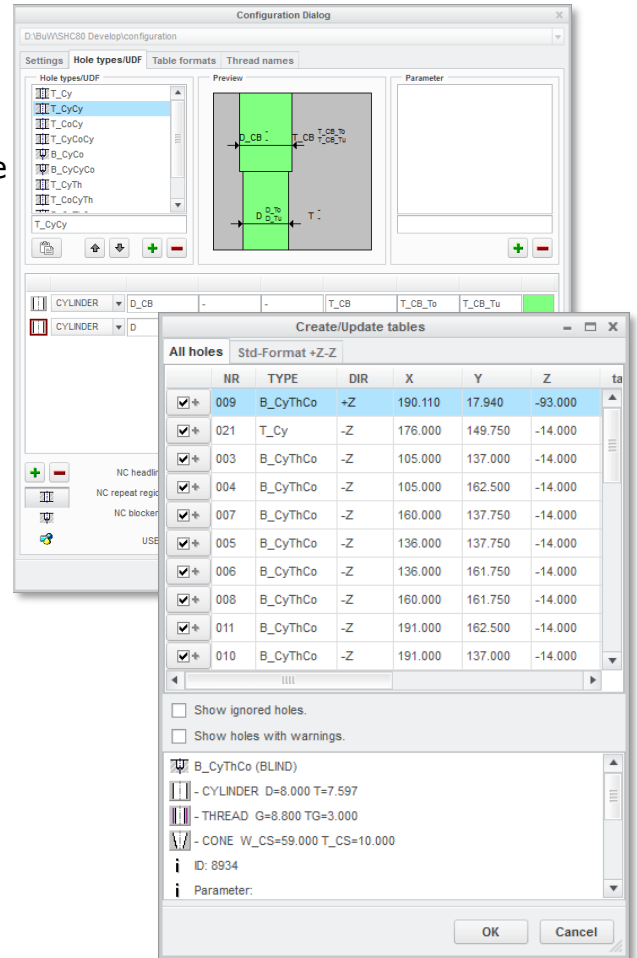 Configuration Dialog
D:\BuW\SHC80 Develop\configuration
Settings Hole types/UDF Table formats Thread names
Hole types/UDF Preview Parameter
T_Cy
T_CyCy
T_CoCy
T_CyCoCy
B_CyCo
B_CyCyCo
T_CyTh
T_CoCyTh
T_CyCy
D_CB - - T_CB T_CB_To T_CB_Tu
D D_To D_Tu T -
e
CYLINDER D_CB - - T_CB T_CB_To T_CB_Tu
CYLINDER D
NC headlin
NC repeat regio
NC blocker
USE
Create/Update tables
All holes Std-Format +Z-Z
NR TYPE DIR X Y Z ta
009 B_CyThCo +Z 190.110 17.940 -93.000
021 T_Cy -Z 176.000 149.750 -14.000
003 B_CyThCo -Z 105.000 137.000 -14.000
004 B_CyThCo -Z 105.000 162.500 -14.000
007 B_CyThCo -Z 160.000 137.750 -14.000
005 B_CyThCo -Z 136.000 137.750 -14.000
006 B_CyThCo -Z 136.000 161.750 -14.000
008 B_CyThCo -Z 160.000 161.750 -14.000
011 B_CyThCo -Z 191.000 162.500 -14.000
010 B_CyThCo -Z 191.000 137.000 -14.000
Show ignored holes.
Show holes with warnings.
B_CyThCo (BLIND)
- CYLINDER D=8.000 T=7.597
- THREAD G=8.800 TG=3.000
- CONE W_CS=59.000 T_CS=10.000
ID: 8934
Parameter:
OK Cancel